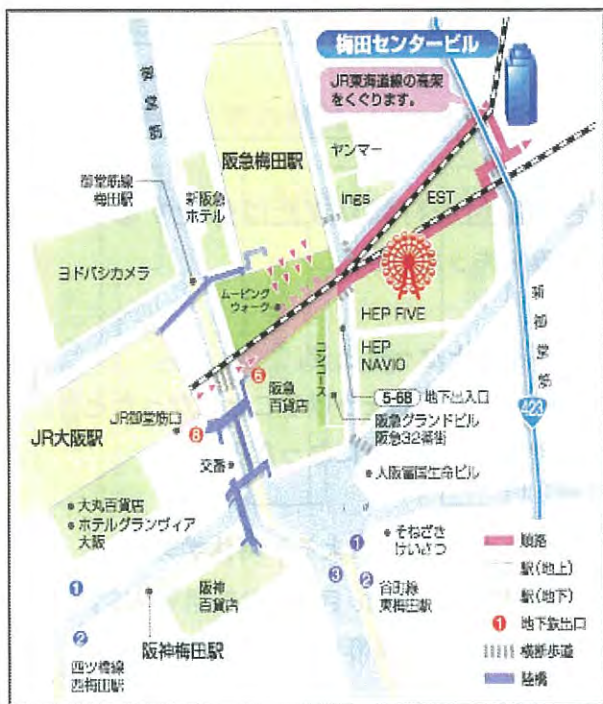 梅田センタービル
JR東海道線の高架
をくぐります。
御堂筋
阪急梅田駅
ヤンマー
御堂筋線
梅田駅
新阪急
ホテル
ings
EST
ヨドバシカメラ
ムービング
ウォーク
HEP FIVE
新御堂筋
コンコース
HEP
NAVIO
6
阪急
百貨店
5-6B 地下出入口
423
JR御堂筋口
阪急グランドビル
阪急32番街
JR大阪駅
8
交番
大阪富国生命ビル
大丸百貨店
ホテルグランヴィア
大阪
そねざき
けいさつ
1
順路
駅(地上)
1
3
2
駅(地下)
阪神
百貨店
谷町線
東梅田駅
1 地下鉄出口
2
阪神梅田駅
横断歩道
四ツ橋線
西梅田駅
陸橋